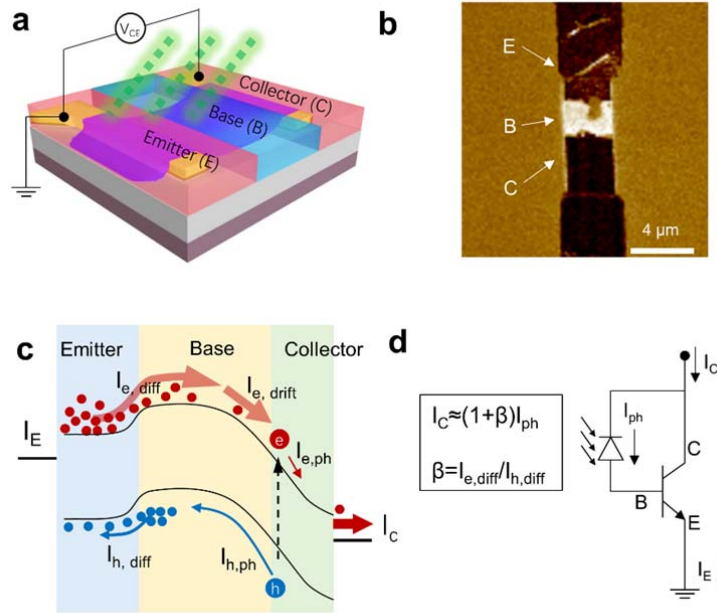 a
V_CE
Collector (C)
Base (B)
Emitter (E)
b
E
B
C
4 μm
c
Emitter Base Collector
I_e, diff
I_e, drift
I_E
e
I_e,ph
I_C
I_h, diff
I_h,ph
h
d
I_C≈(1+β)I_ph
β=I_e,diff/I_h,diff
I_C
I_ph
C
B
E
I_E